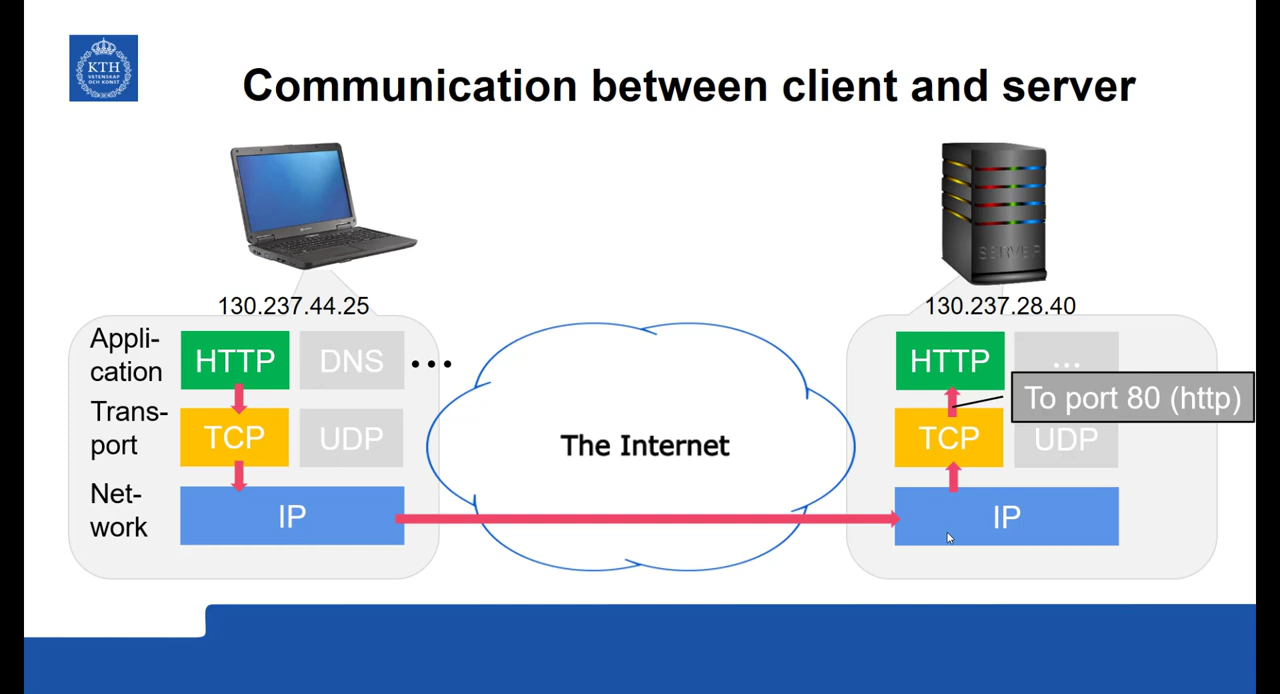 KTH
VETENSKAP
OCH KONST
Communication between client and server
SERVER
130.237.44.25
130.237.28.40
Appli-
cation
HTTP
DNS
...
HTTP
...
To port 80 (http)
Trans-
port
TCP
UDP
The Internet
TCP
UDP
Net-
work
IP
IP